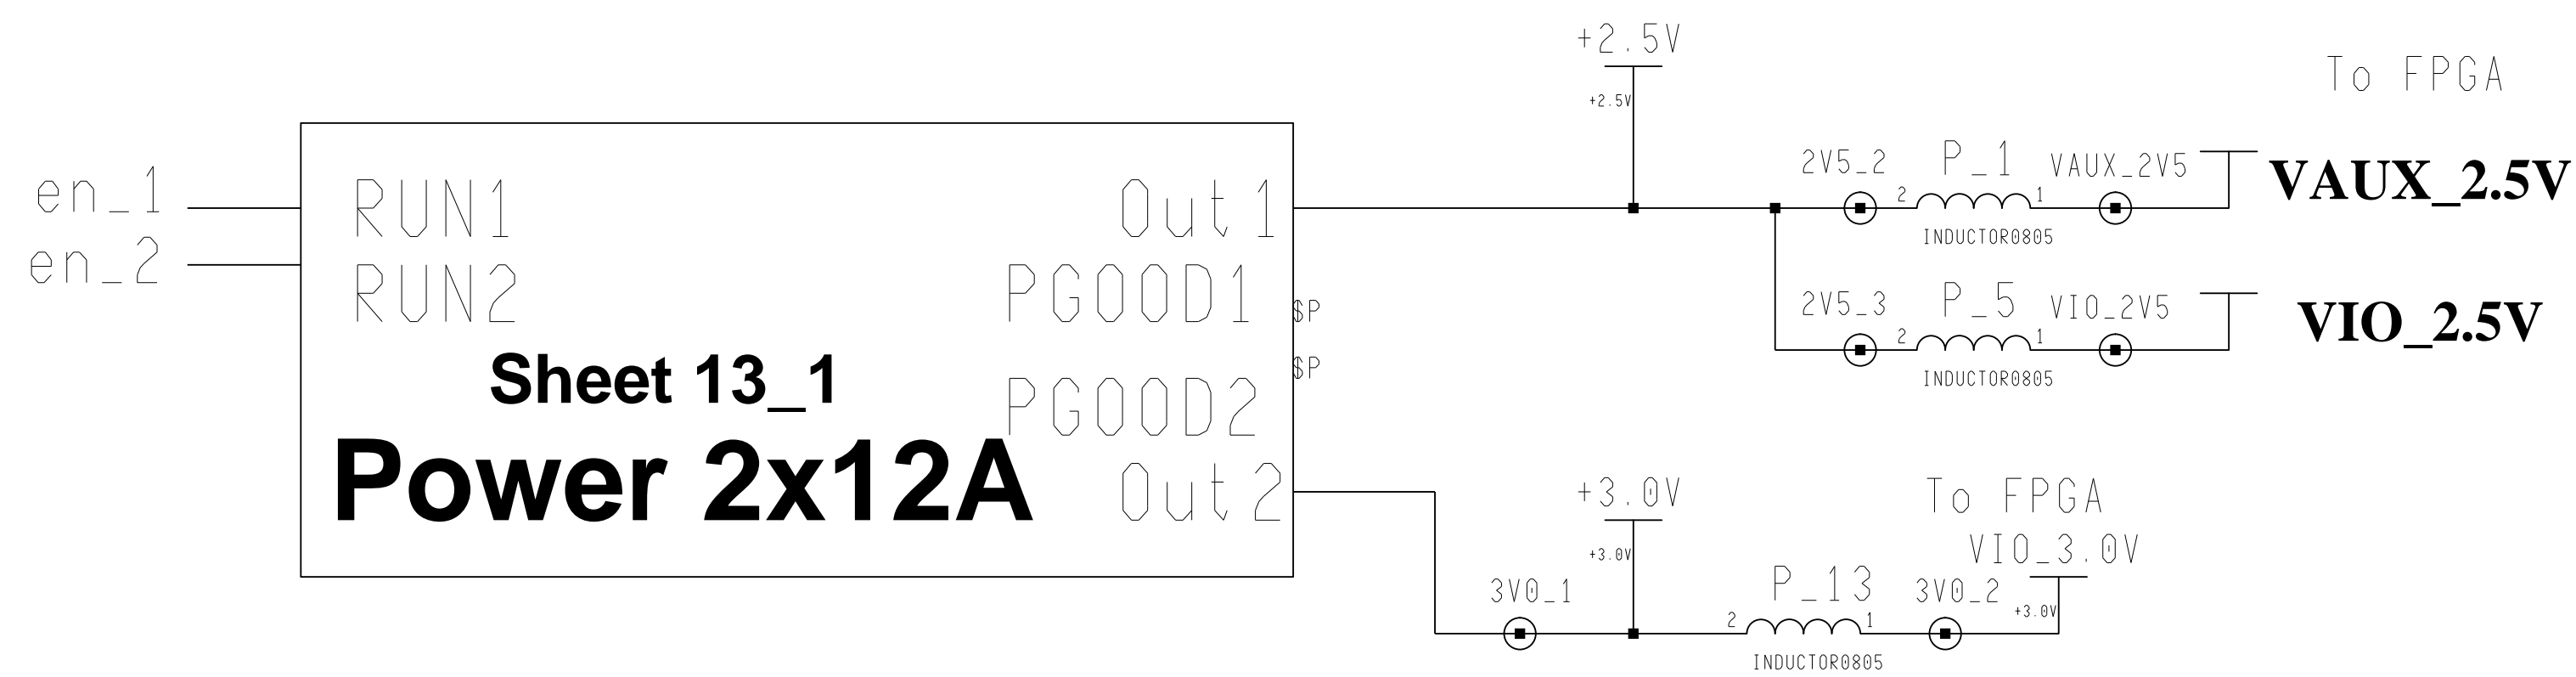 +2.5V
To FPGA
+2.5V
2V5_2 P_1 VAUX_2V5 VAUX_2.5V
en_1 RUN1 Out1 2 1
INDUCTOR0805
en_2 RUN2 PGOOD1 $P
2V5_3 P_5 VIO_2V5 VIO_2.5V
2 1
INDUCTOR0805
Sheet 13_1
PGOOD2 $P
Power 2x12A Out2
+3.0V To FPGA
+3.0V VIO_3.0V
3V0_1 P_13 3V0_2 +3.0V
2 1
INDUCTOR0805